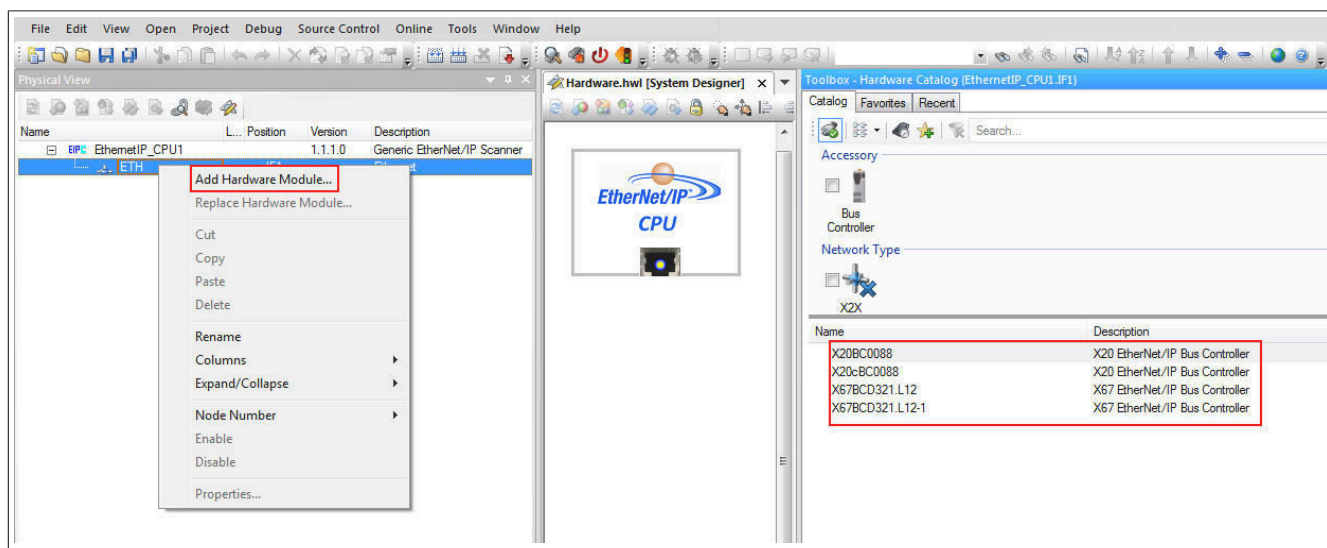 File Edit View Open Project Debug Source Control Online Tools Window Help
Physical View
Name L... Position Version Description
EIP EthernetIP_CPU1 1.1.1.0 Generic EtherNet/IP Scanner
ETH IF1
Add Hardware Module...
Replace Hardware Module...
Cut
Copy
Paste
Delete
Rename
Columns
Expand/Collapse
Node Number
Enable
Disable
Properties...
Hardware.hwl [System Designer]
EtherNet/IP
CPU
Toolbox - Hardware Catalog (EthernetIP_CPU1.IF1)
Catalog Favorites Recent
Search...
Accessory
Bus
Controller
Network Type
X2X
Name Description
X20BC0088 X20 EtherNet/IP Bus Controller
X20cBC0088 X20 EtherNet/IP Bus Controller
X67BCD321.L12 X67 EtherNet/IP Bus Controller
X67BCD321.L12-1 X67 EtherNet/IP Bus Controller